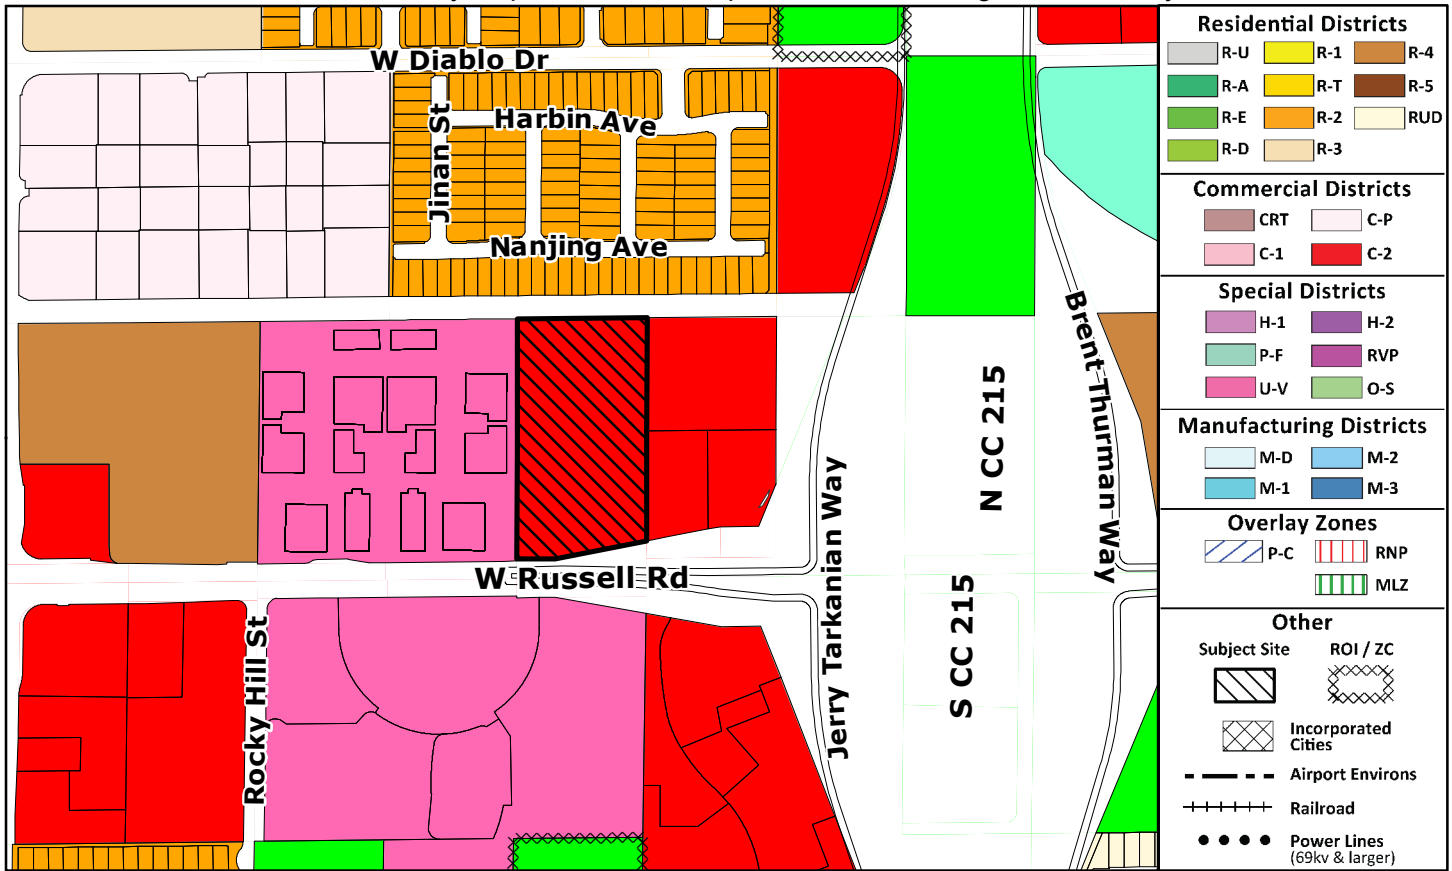 W Diablo Dr
Jinan St
Harbin Ave
Nanjing Ave
Brent Thurman Way
N CC 215
Jerry Tarkanian Way
W Russell Rd
S CC 215
Rocky Hill St
Residential Districts
R-U
R-1
R-4
R-A
R-T
R-5
R-E
R-2
RUD
R-D
R-3
Commercial Districts
CRT
C-P
C-1
C-2
Special Districts
H-1
H-2
P-F
RVP
U-V
O-S
Manufacturing Districts
M-D
M-2
M-1
M-3
Overlay Zones
P-C
RNP
MLZ
Other
Subject Site
ROI / ZC
Incorporated
Cities
Airport Environs
Railroad
Power Lines
(69kv & larger)